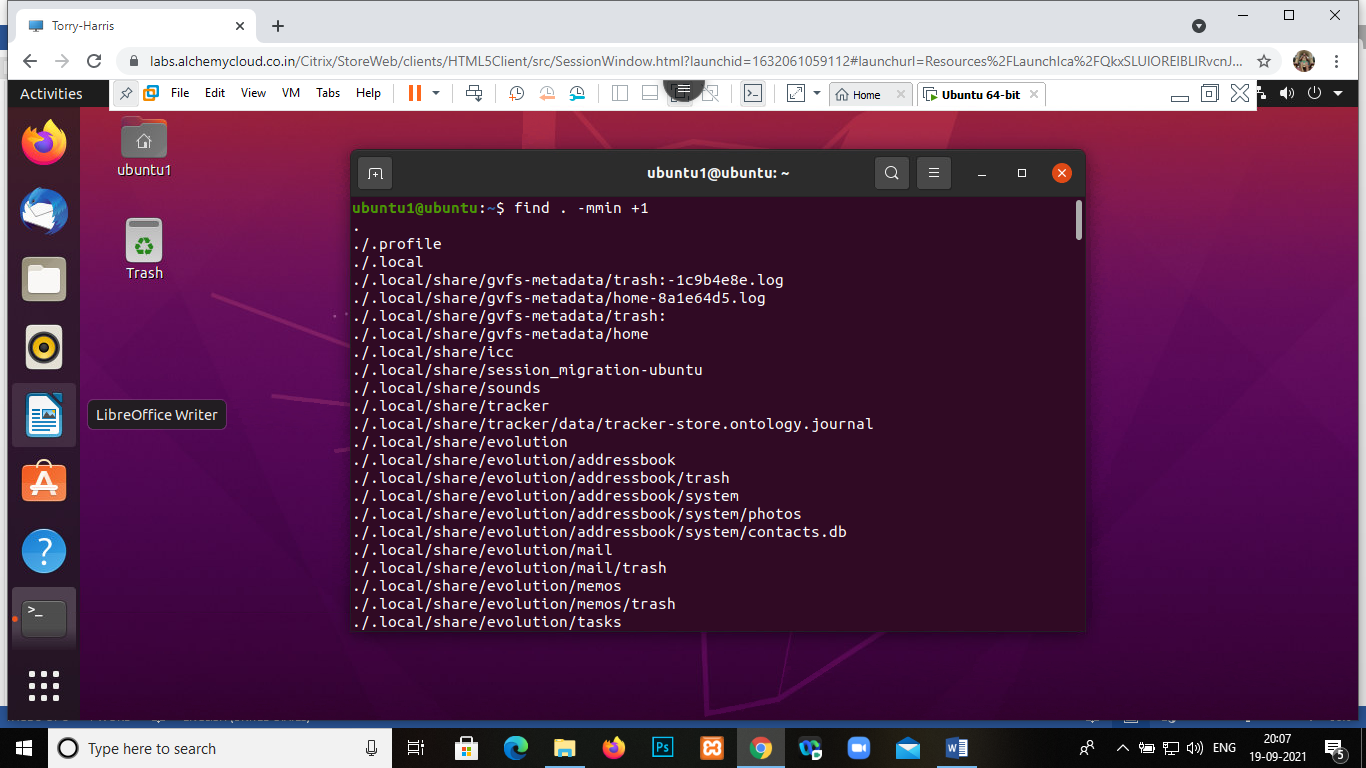 Torry-Harris
labs.alchemycloud.co.in/Citrix/StoreWeb/clients/HTML5Client/src/SessionWindow.html?launchid=1632061059112#launchurl=Resources%2FLaunchIca%2FQkxSLUlOREIBLlRvcnJ...
Activities
File Edit View VM Tabs Help
Home
Ubuntu 64-bit
ubuntu1
Trash
LibreOffice Writer
ubuntu1@ubuntu: ~
ubuntu1@ubuntu:~$ find . -mmin +1
.
./.profile
./.local
./.local/share/gvfs-metadata/trash:-1c9b4e8e.log
./.local/share/gvfs-metadata/home-8a1e64d5.log
./.local/share/gvfs-metadata/trash:
./.local/share/gvfs-metadata/home
./.local/share/icc
./.local/share/session_migration-ubuntu
./.local/share/sounds
./.local/share/tracker
./.local/share/tracker/data/tracker-store.ontology.journal
./.local/share/evolution
./.local/share/evolution/addressbook
./.local/share/evolution/addressbook/trash
./.local/share/evolution/addressbook/system
./.local/share/evolution/addressbook/system/photos
./.local/share/evolution/addressbook/system/contacts.db
./.local/share/evolution/mail
./.local/share/evolution/mail/trash
./.local/share/evolution/memos
./.local/share/evolution/memos/trash
./.local/share/evolution/tasks
Type here to search
Ps
ENG
20:07
19-09-2021
5